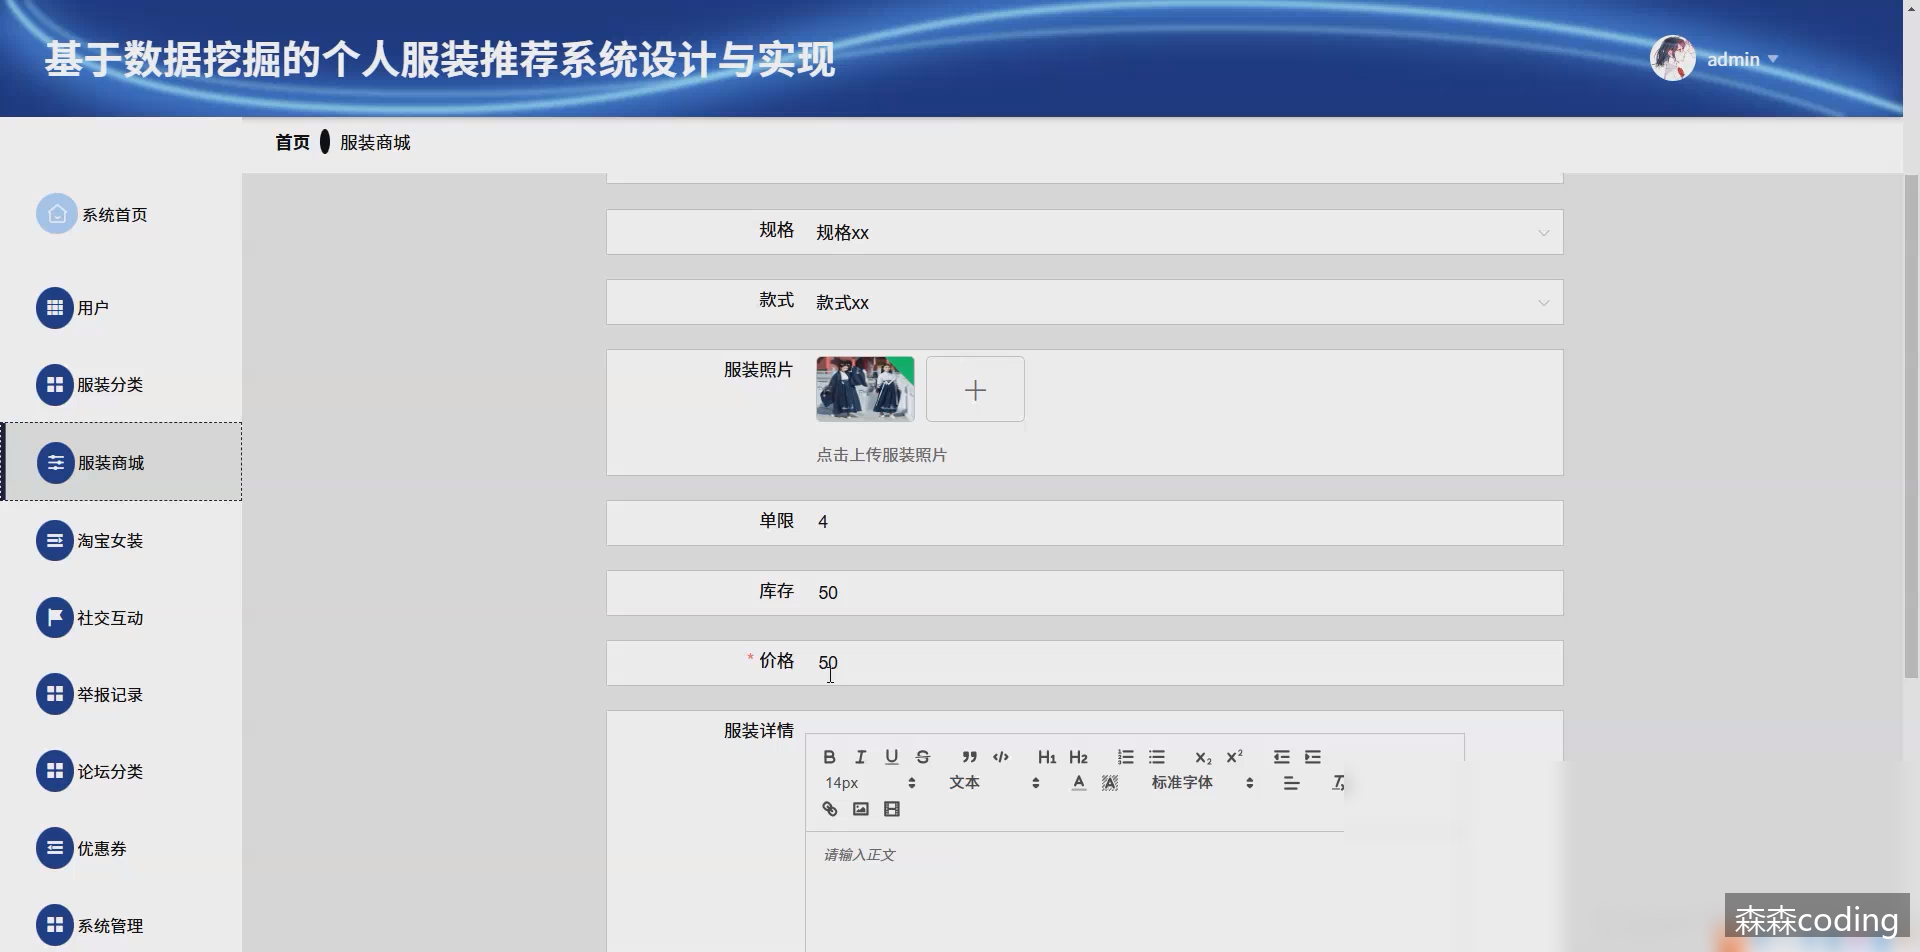 基于数据挖掘的个人服装推荐系统设计与实现
admin
首页 服装商城
系统首页
用户
服装分类
服装商城
淘宝女装
社交互动
举报记录
论坛分类
优惠券
系统管理
规格 规格xx
款式 款式xx
服装照片
点击上传服装照片
单限 4
库存 50
* 价格 50
服装详情
14px 文本 标准字体
请输入正文
森森coding